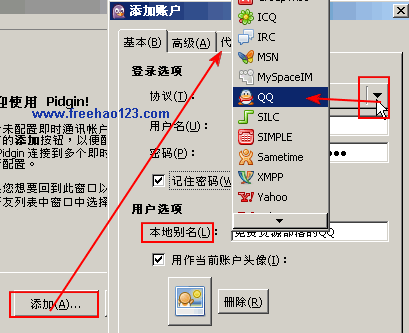 添加账户
基本(B)
高级(A)
代
登录选项
协议(T):
用户名(U):
密码(P):
记住密码(W
用户选项
本地别名(L):
免费资源部落的QQ
用作当前账户头像(I):
删除(R)
ICQ
IRC
MSN
MySpaceIM
QQ
SILC
SIMPLE
Sametime
XMPP
Yahoo
迎使用 Pidgin!
www.freehao123.com
未配置即时通讯帐户
的添加按钮，以便配
Pidgin 连接到多个即时
配置。
您想要回到此窗口以
友列表窗口中选择
添加(A)...